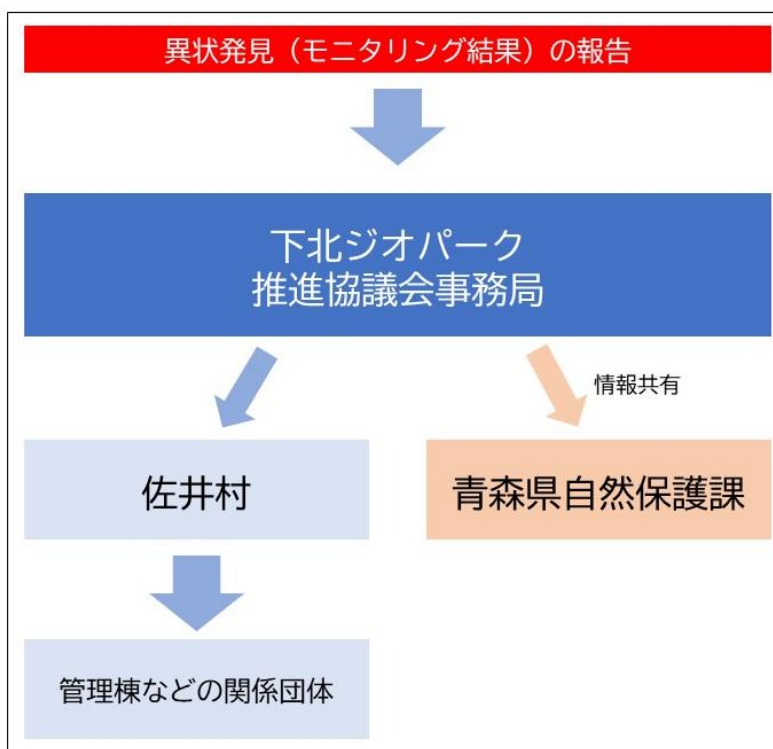 異状発見（モニタリング結果）の報告
下北ジオパーク
推進協議会事務局
情報共有
佐井村
青森県自然保護課
管理棟などの関係団体